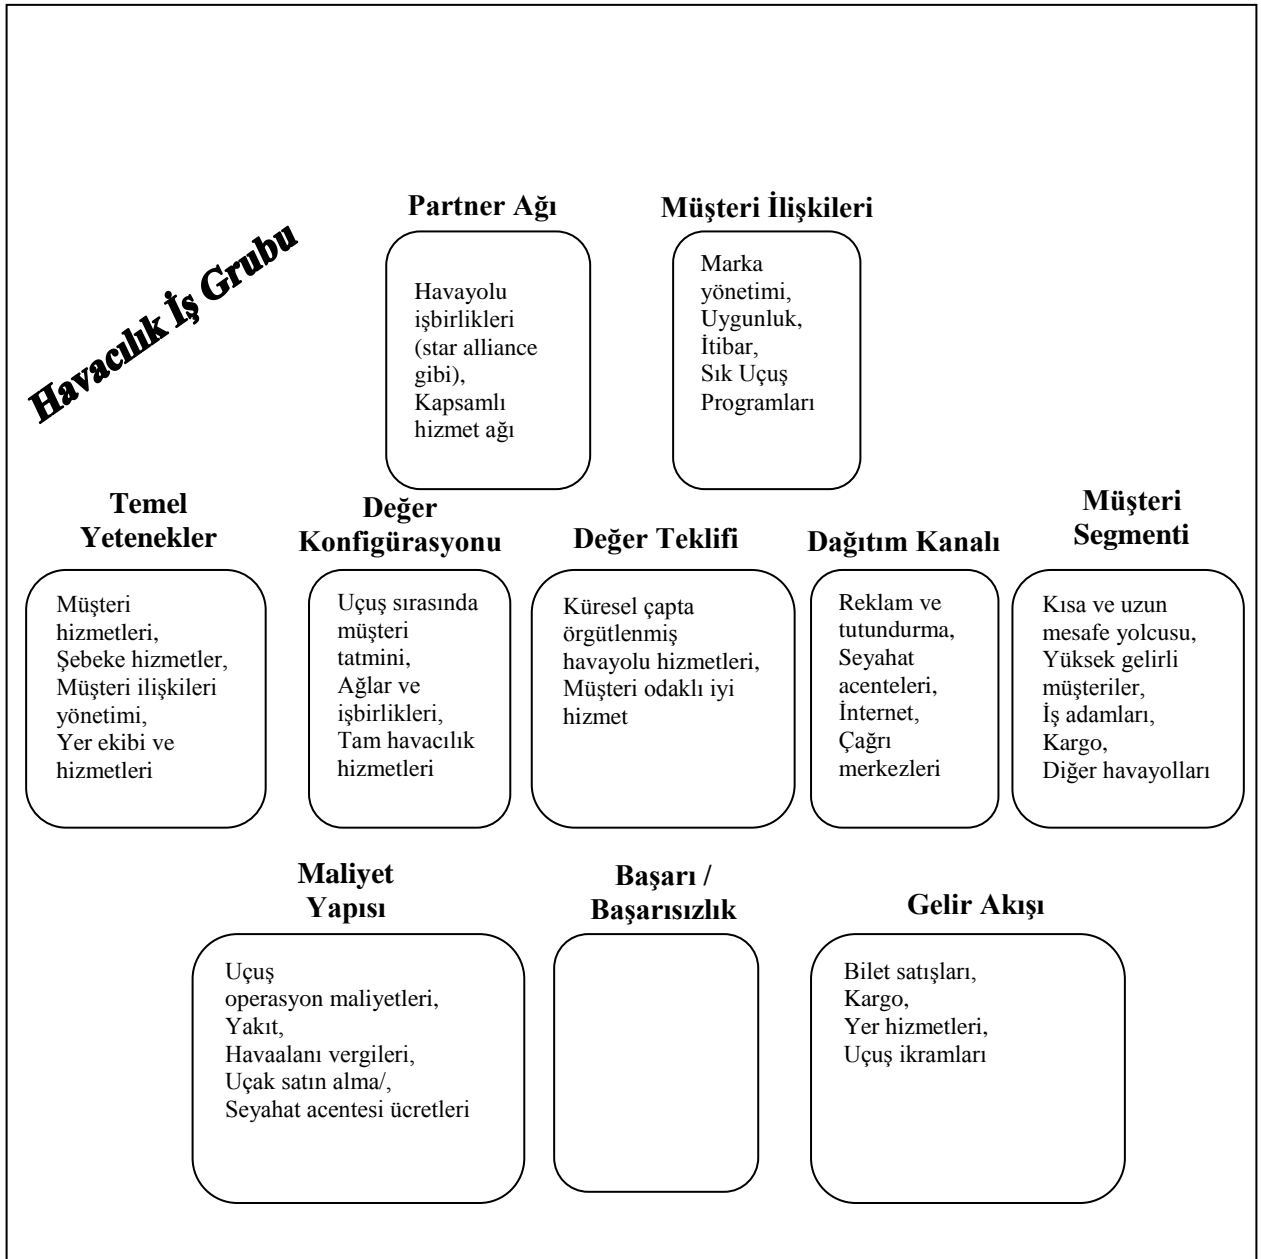 Havacılık İş Grubu
Partner Ağı
Havayolu
işbirlikleri
(star alliance
gibi),
Kapsamlı
hizmet ağı
Müşteri İlişkileri
Marka
yönetimi,
Uygunluk,
İtibar,
Sık Uçuş
Programları
Temel
Yetenekler
Müşteri
hizmetleri,
Şebeke hizmetler,
Müşteri ilişkileri
yönetimi,
Yer ekibi ve
hizmetleri
Değer
Konfigürasyonu
Uçuş sırasında
müşteri
tatmini,
Ağlar ve
işbirlikleri,
Tam havacılık
hizmetleri
Değer Teklifi
Küresel çapta
örgütlenmiş
havayolu hizmetleri,
Müşteri odaklı iyi
hizmet
Dağıtım Kanalı
Reklam ve
tutundurma,
Seyahat
acenteleri,
İnternet,
Çağrı
merkezleri
Müşteri
Segmenti
Kısa ve uzun
mesafe yolcusu,
Yüksek gelirli
müşteriler,
İş adamları,
Kargo,
Diğer havayolları
Maliyet
Yapısı
Uçuş
operasyon maliyetleri,
Yakıt,
Havaalanı vergileri,
Uçak satın alma/,
Seyahat acentesi ücretleri
Başarı /
Başarısızlık
Gelir Akışı
Bilet satışları,
Kargo,
Yer hizmetleri,
Uçuş ikramları